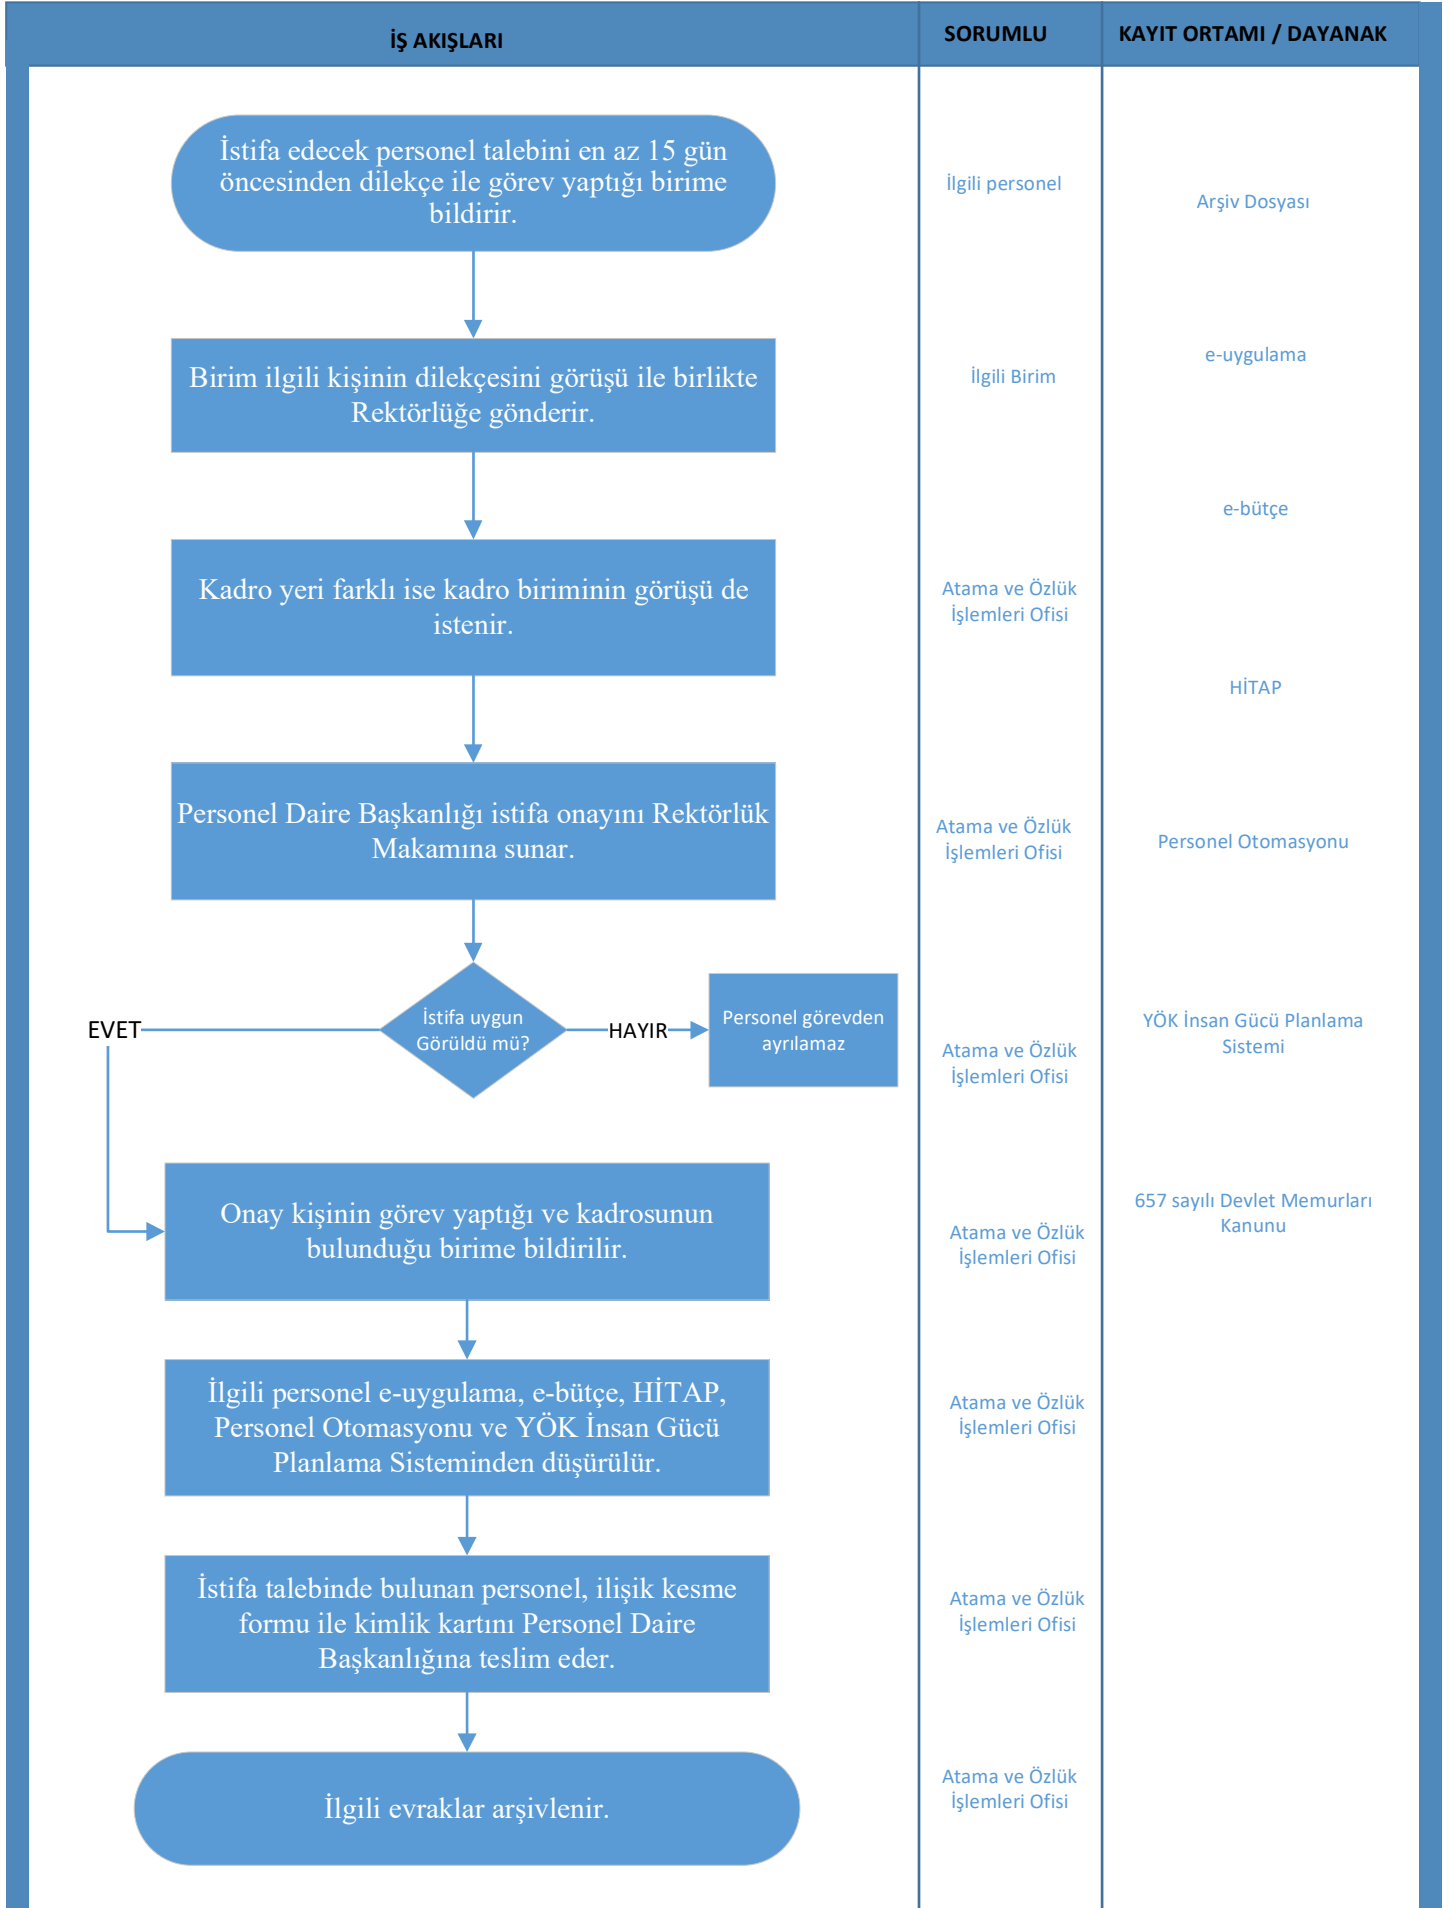 İŞ AKIŞLARI
SORUMLU
KAYIT ORTAMI / DAYANAK
İstifa edecek personel talebini en az 15 gün
öncesinden dilekçe ile görev yaptığı birime
bildirir.
İlgili personel
Arşiv Dosyası
Birim ilgili kişinin dilekçesini görüşü ile birlikte
Rektörlüğe gönderir.
İlgili Birim
e-uygulama
e-bütçe
Kadro yeri farklı ise kadro biriminin görüşü de
istenir.
Atama ve Özlük
İşlemleri Ofisi
HİTAP
Personel Daire Başkanlığı istifa onayını Rektörlük
Makamına sunar.
Atama ve Özlük
İşlemleri Ofisi
Personel Otomasyonu
EVET
İstifa uygun
Görüldü mü?
HAYIR
Personel görevden
ayrılamaz
Atama ve Özlük
İşlemleri Ofisi
YÖK İnsan Gücü Planlama
Sistemi
Onay kişinin görev yaptığı ve kadrosunun
bulunduğu birime bildirilir.
Atama ve Özlük
İşlemleri Ofisi
657 sayılı Devlet Memurları
Kanunu
İlgili personel e-uygulama, e-bütçe, HİTAP,
Personel Otomasyonu ve YÖK İnsan Gücü
Planlama Sisteminden düşürülür.
Atama ve Özlük
İşlemleri Ofisi
İstifa talebinde bulunan personel, ilişik kesme
formu ile kimlik kartını Personel Daire
Başkanlığına teslim eder.
Atama ve Özlük
İşlemleri Ofisi
İlgili evraklar arşivlenir.
Atama ve Özlük
İşlemleri Ofisi